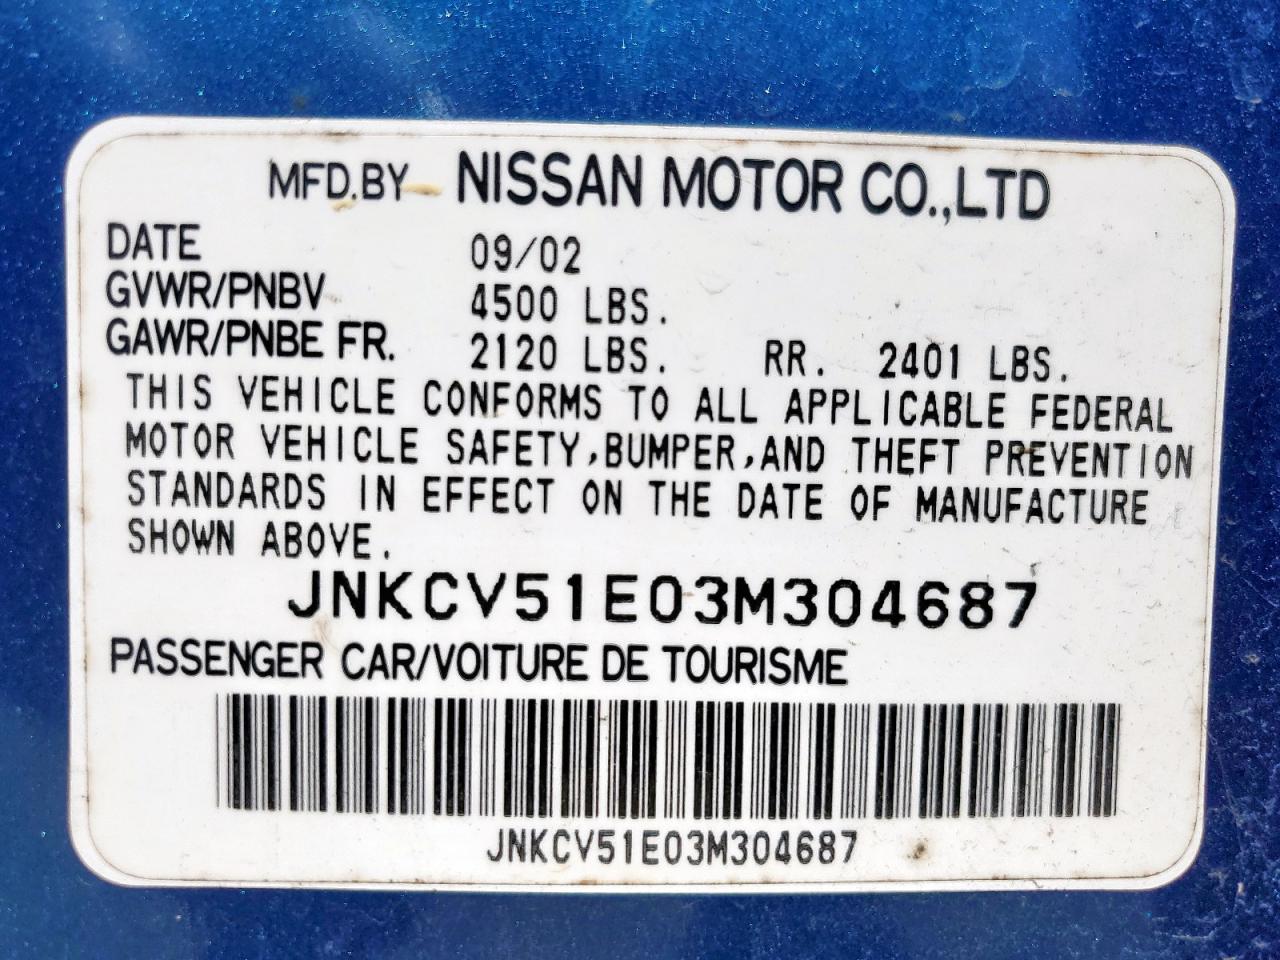 MFD.BY NISSAN MOTOR CO.,LTD
DATE 09/02
GVWR/PNBV 4500 LBS.
GAWR/PNBE FR. 2120 LBS. RR. 2401 LBS.
THIS VEHICLE CONFORMS TO ALL APPLICABLE FEDERAL
MOTOR VEHICLE SAFETY,BUMPER,AND THEFT PREVENTION
STANDARDS IN EFFECT ON THE DATE OF MANUFACTURE
SHOWN ABOVE.
JNKCV51E03M304687
PASSENGER CAR/VOITURE DE TOURISME
JNKCV51E03M304687